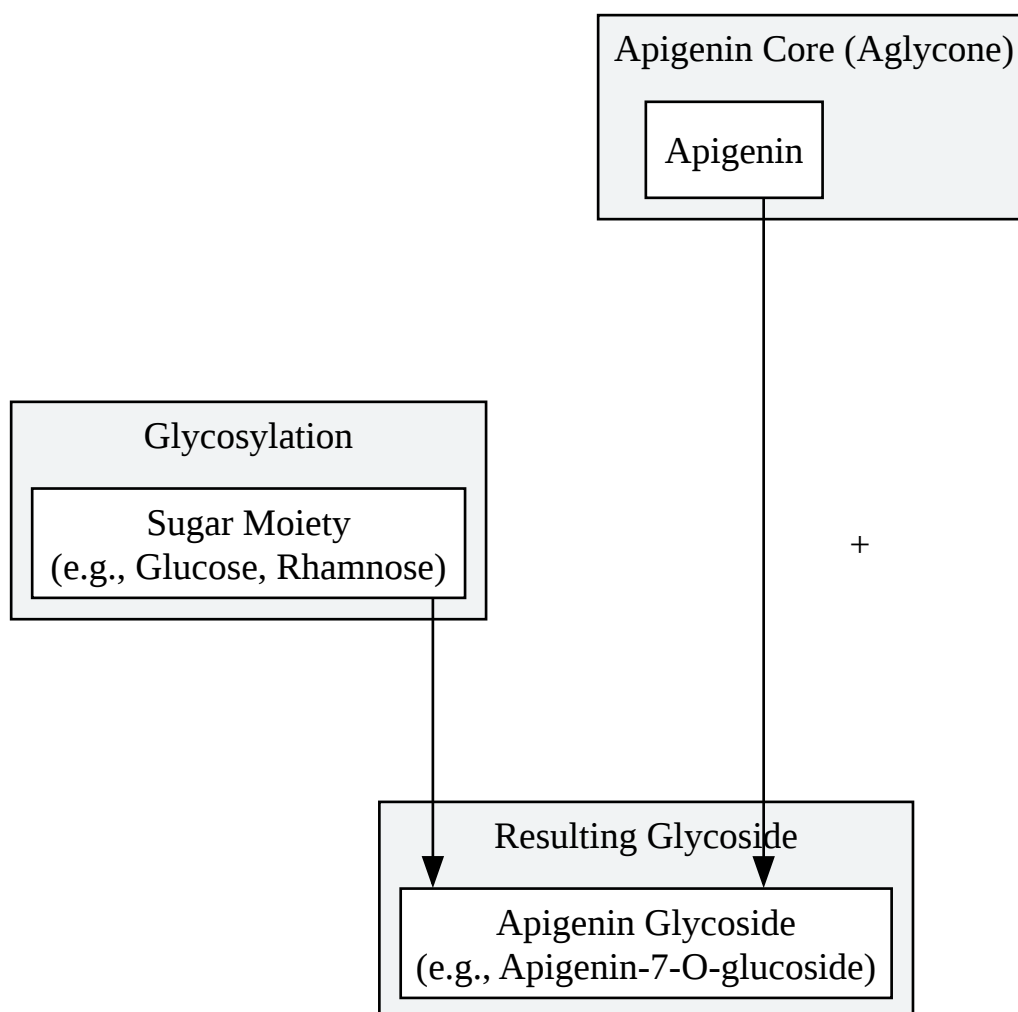 Apigenin Core (Aglycone)
Apigenin
Glycosylation
Sugar Moiety
(e.g., Glucose, Rhamnose)
+
Resulting Glycoside
Apigenin Glycoside
(e.g., Apigenin-7-O-glucoside)